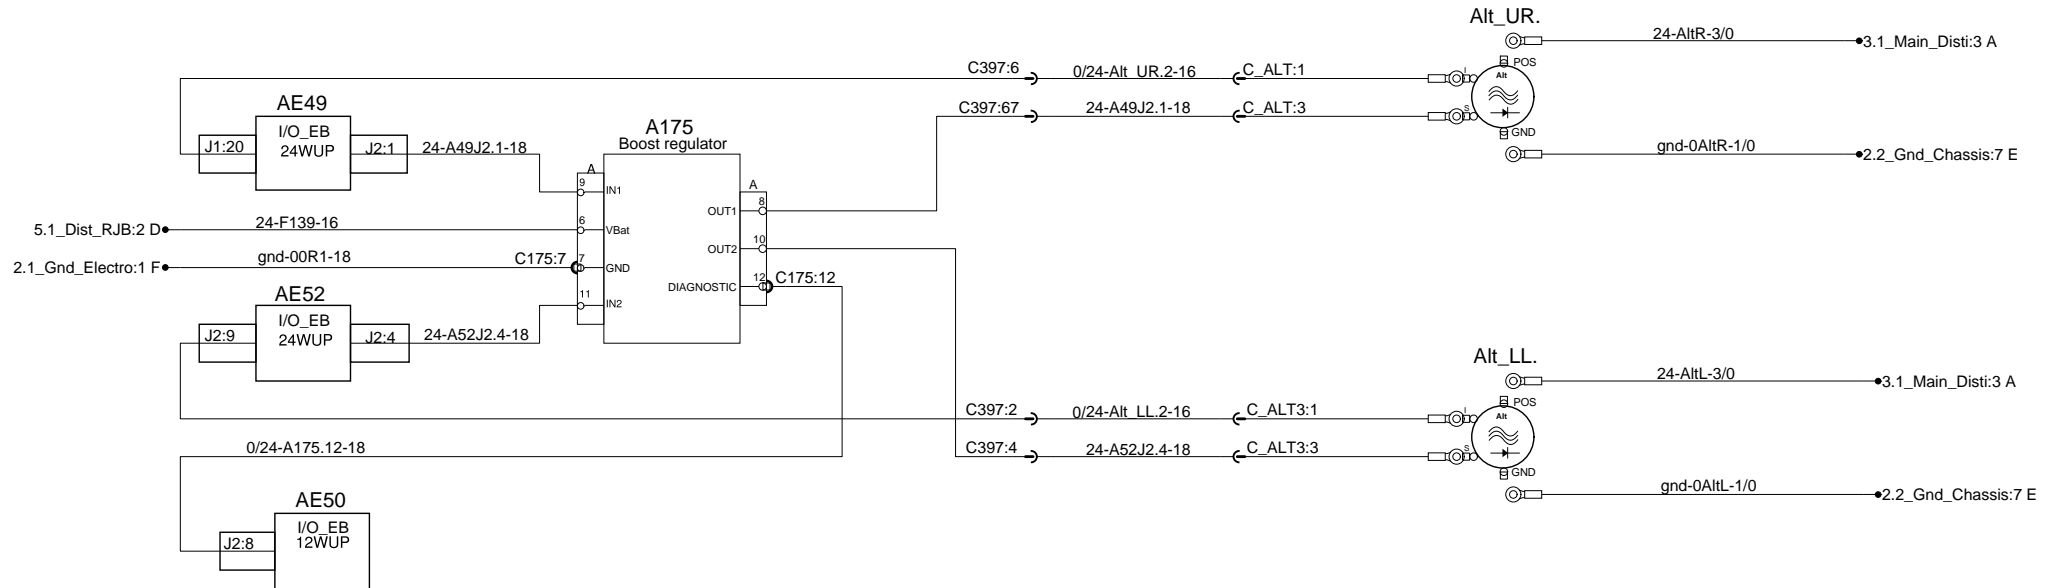 Alt_UR.
24-AltR-3/0
3.1_Main_Disti:3 A
C397:6
0/24-Alt_UR.2-16
C_ALT:1
I
POS
Alt
AE49
I/O_EB
24WUP
J1:20
J2:1
24-A49J2.1-18
A175
Boost regulator
C397:67
24-A49J2.1-18
C_ALT:3
S
GND
gnd-0AltR-1/0
2.2_Gnd_Chassis:7 E
A
9
IN1
A
8
OUT1
5.1_Dist_RJB:2 D
24-F139-16
6
VBat
10
OUT2
2.1_Gnd_Electro:1 F
gnd-00R1-18
C175:7
7
GND
12
DIAGNOSTIC
C175:12
AE52
I/O_EB
24WUP
J2:9
J2:4
24-A52J2.4-18
11
IN2
Alt_LL.
24-AltL-3/0
3.1_Main_Disti:3 A
C397:2
0/24-Alt_LL.2-16
C_ALT3:1
I
POS
Alt
C397:4
24-A52J2.4-18
C_ALT3:3
S
GND
gnd-0AltL-1/0
2.2_Gnd_Chassis:7 E
0/24-A175.12-18
AE50
I/O_EB
12WUP
J2:8